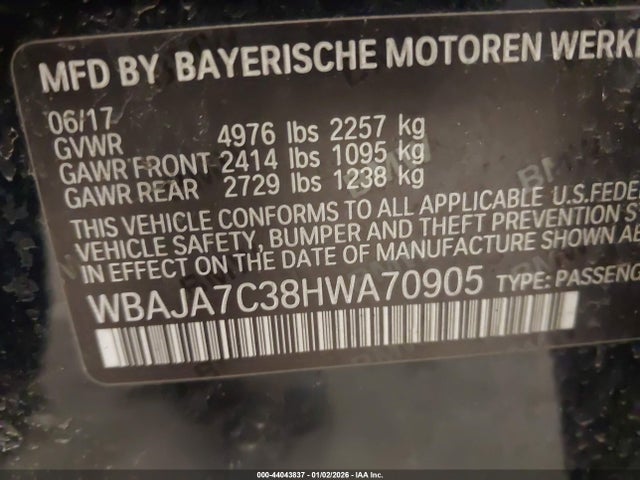 MFD BY BAYERISCHE MOTOREN WERKE
06/17
GVWR 4976 lbs 2257 kg
GAWR FRONT 2414 lbs 1095 kg
GAWR REAR 2729 lbs 1238 kg
THIS VEHICLE CONFORMS TO ALL APPLICABLE U.S.FEDE
VEHICLE SAFETY, BUMPER AND THEFT PREVENTION S
IN EFFECT ON THE DATE OF MANUFACTURE SHOWN AB
WBAJA7C38HWA70905 TYPE: PASSENG
000-44043837 - 01/02/2026 - IAA Inc.